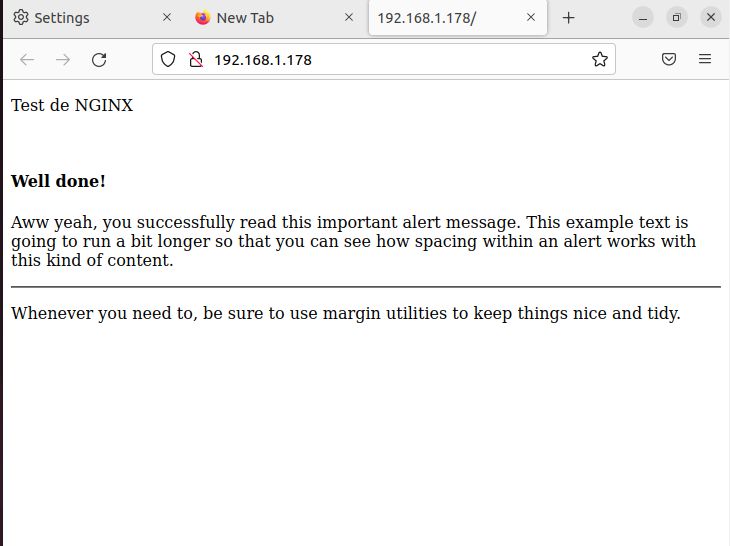 Settings
New Tab
192.168.1.178/
192.168.1.178
Test de NGINX
Well done!
Aww yeah, you successfully read this important alert message. This example text is
going to run a bit longer so that you can see how spacing within an alert works with
this kind of content.
Whenever you need to, be sure to use margin utilities to keep things nice and tidy.